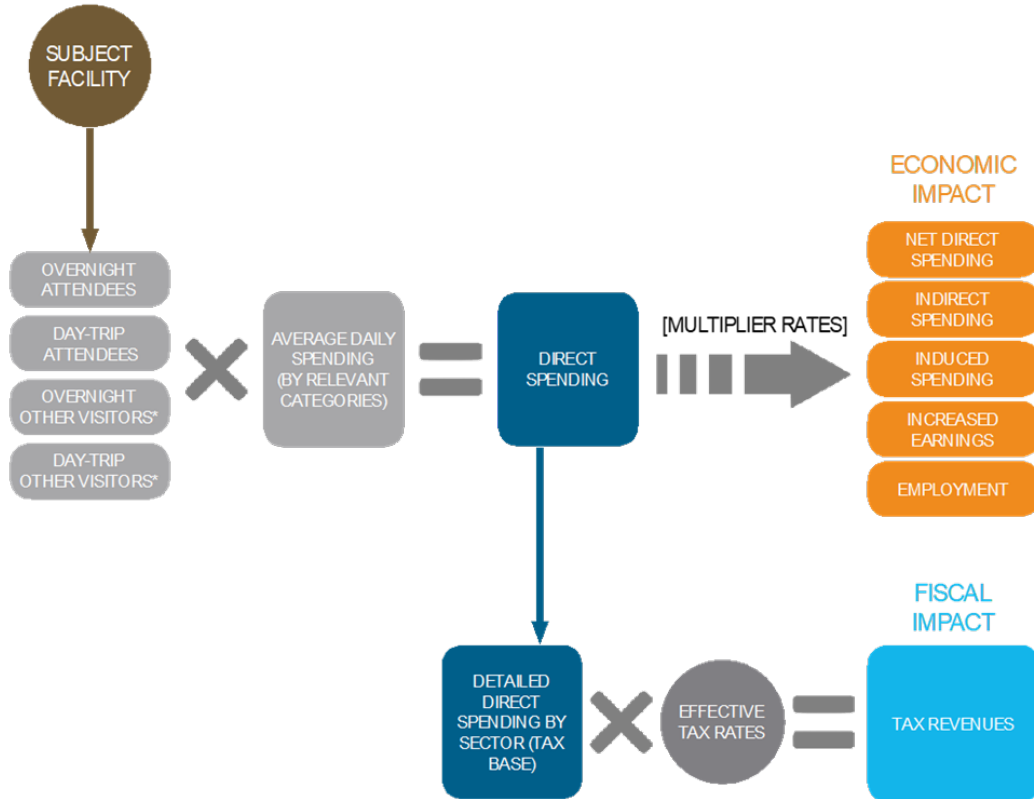 SUBJECT
FACILITY
OVERNIGHT
ATTENDEES
DAY-TRIP
ATTENDEES
OVERNIGHT
OTHER VISITORS*
DAY-TRIP
OTHER VISITORS*
AVERAGE DAILY
SPENDING
(BY RELEVANT
CATEGORIES)
DIRECT
SPENDING
[MULTIPLIER RATES]
ECONOMIC
IMPACT
NET DIRECT
SPENDING
INDIRECT
SPENDING
INDUCED
SPENDING
INCREASED
EARNINGS
EMPLOYMENT
DETAILED
DIRECT
SPENDING BY
SECTOR (TAX
BASE)
EFFECTIVE
TAX RATES
FISCAL
IMPACT
TAX REVENUES